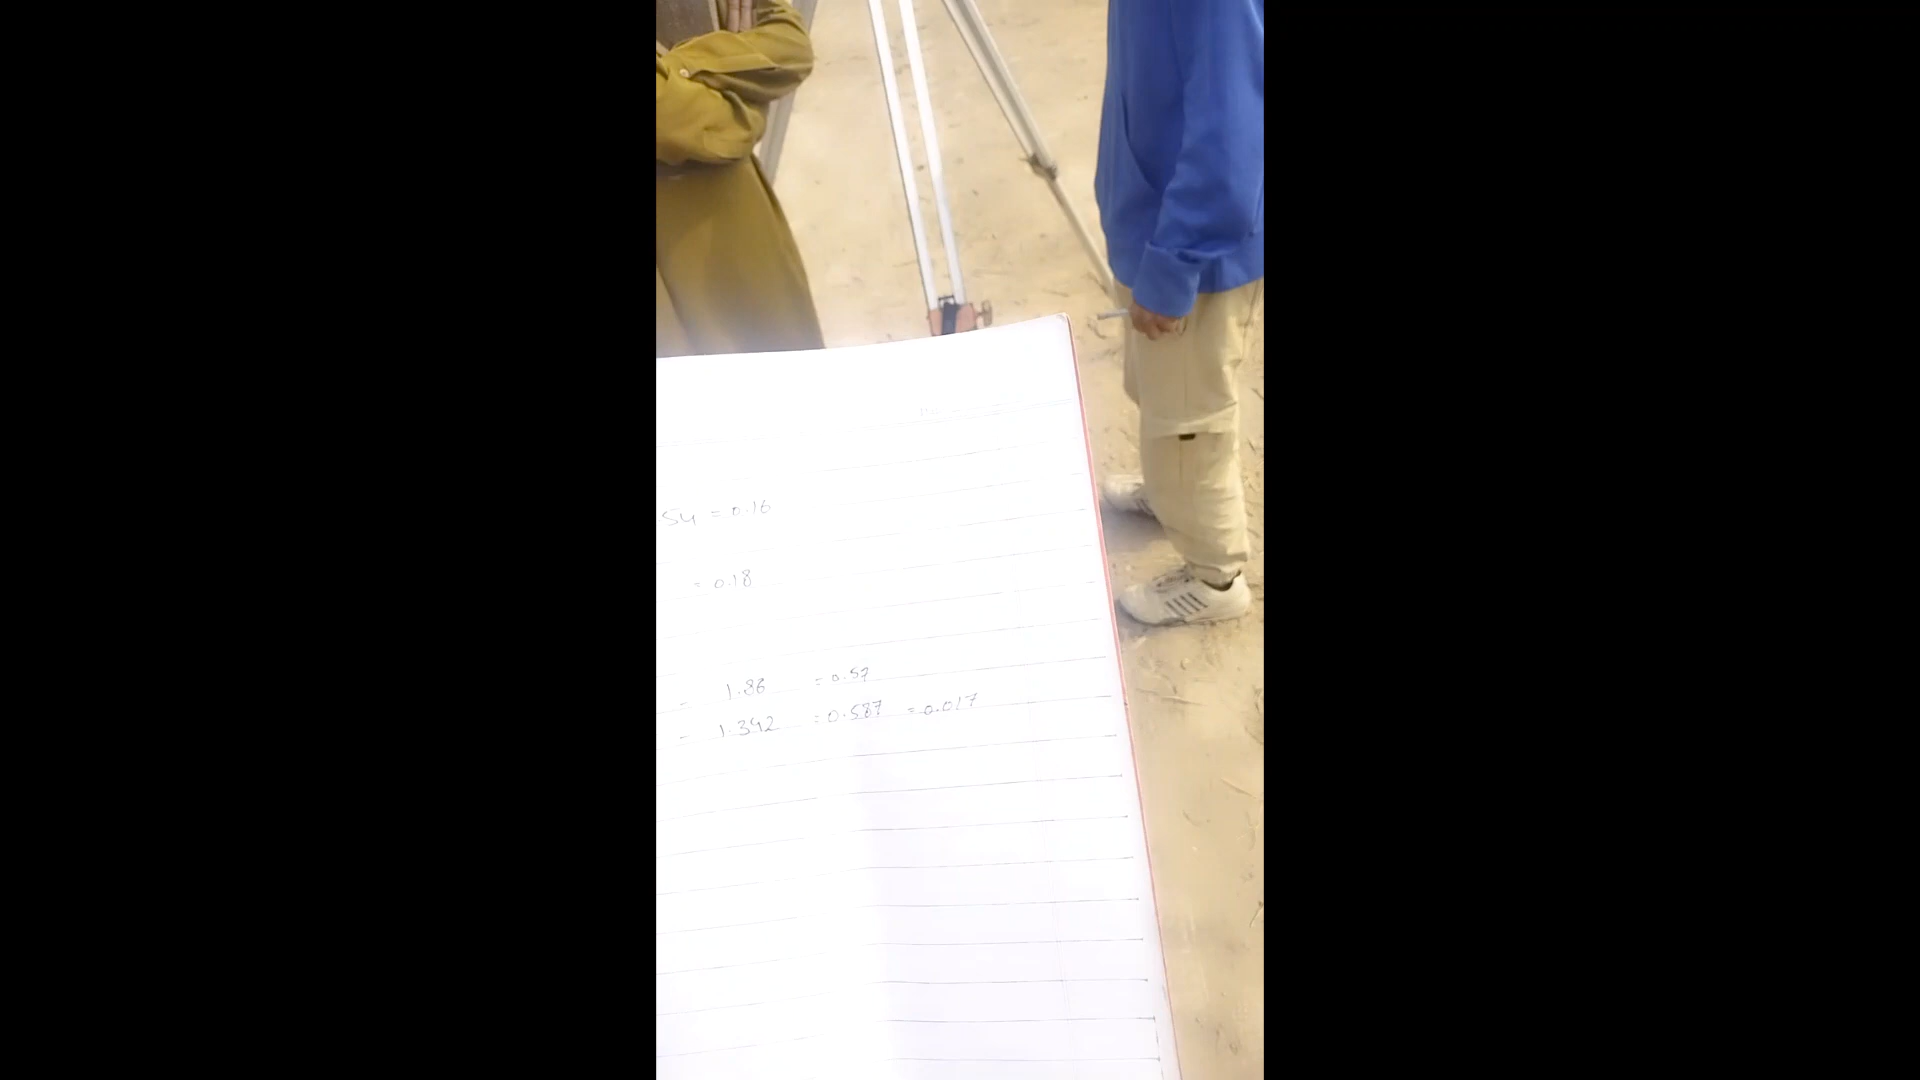 .54 = 0.16
= 0.18
- 1.86 = 0.57
- 1.342 = 0.587 = 0.017